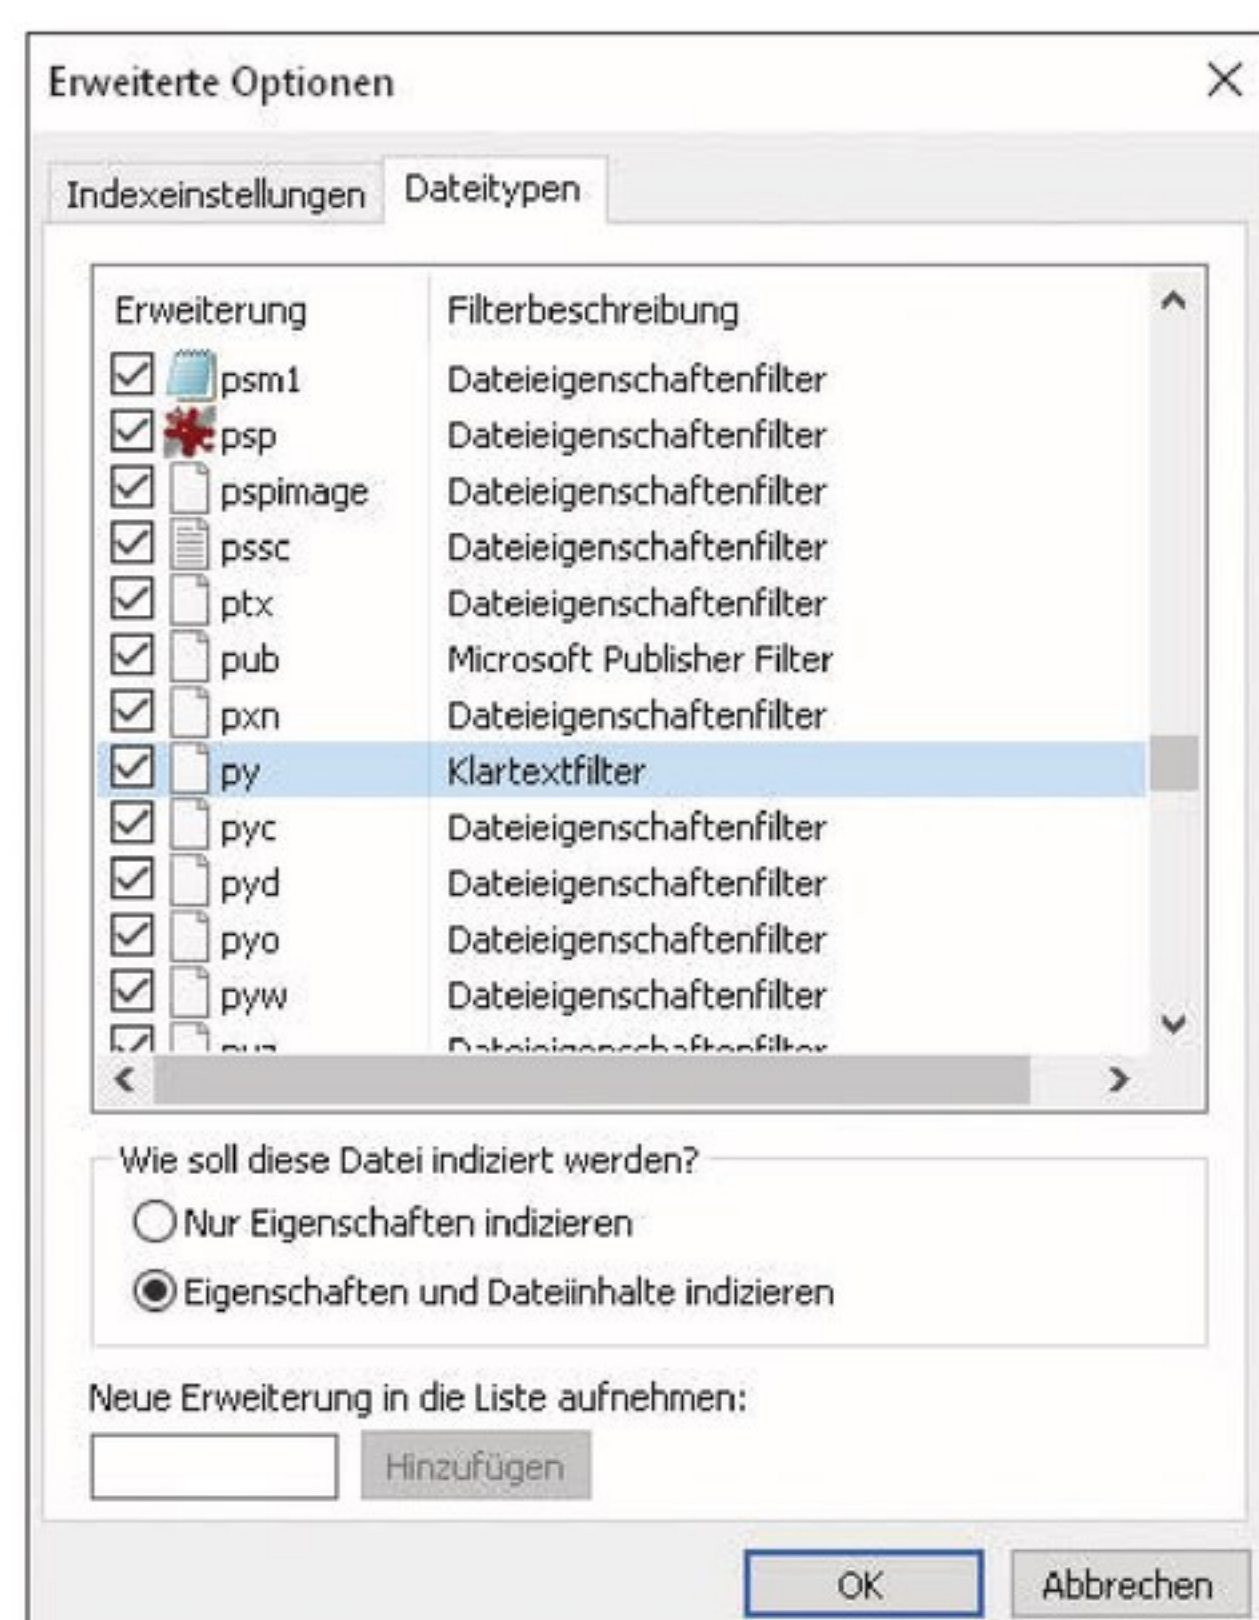 Erweiterte Optionen
Indexeinstellungen Dateitypen
Erweiterung Filterbeschreibung
psm1 Dateieigenschaftenfilter
psp Dateieigenschaftenfilter
pspimage Dateieigenschaftenfilter
pssc Dateieigenschaftenfilter
ptx Dateieigenschaftenfilter
pub Microsoft Publisher Filter
pxn Dateieigenschaftenfilter
py Klartextfilter
pyc Dateieigenschaftenfilter
pyd Dateieigenschaftenfilter
pyo Dateieigenschaftenfilter
pyw Dateieigenschaftenfilter
Dateieigenschaftenfilter
Wie soll diese Datei indiziert werden?
Nur Eigenschaften indizieren
Eigenschaften und Dateiinhalte indizieren
Neue Erweiterung in die Liste aufnehmen:
Hinzufügen
OK Abbrechen